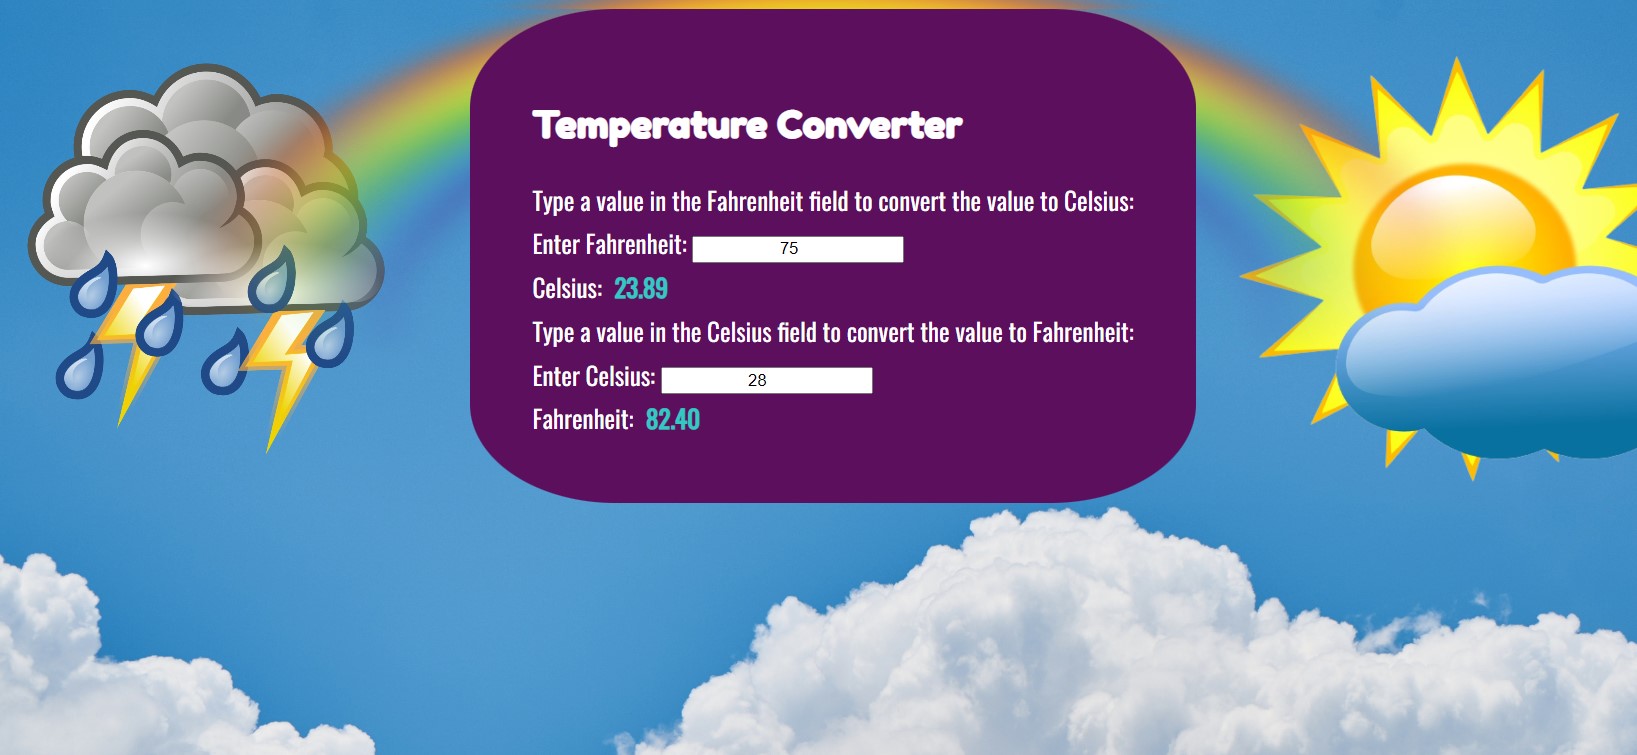 Temperature Converter
Type a value in the Fahrenheit field to convert the value to Celsius:
Enter Fahrenheit: 75
Celsius: 23.89
Type a value in the Celsius field to convert the value to Fahrenheit:
Enter Celsius: 28
Fahrenheit: 82.40